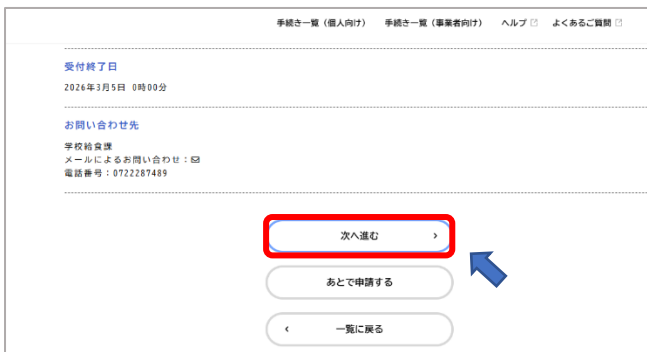 手続き一覧（個人向け） 手続き一覧（事業者向け） ヘルプ よくあるご質問
受付終了日
2026年3月5日 0時00分
お問い合わせ先
学校給食課
メールによるお問い合わせ：
電話番号：0722287489
次へ進む
あとで申請する
一覧に戻る